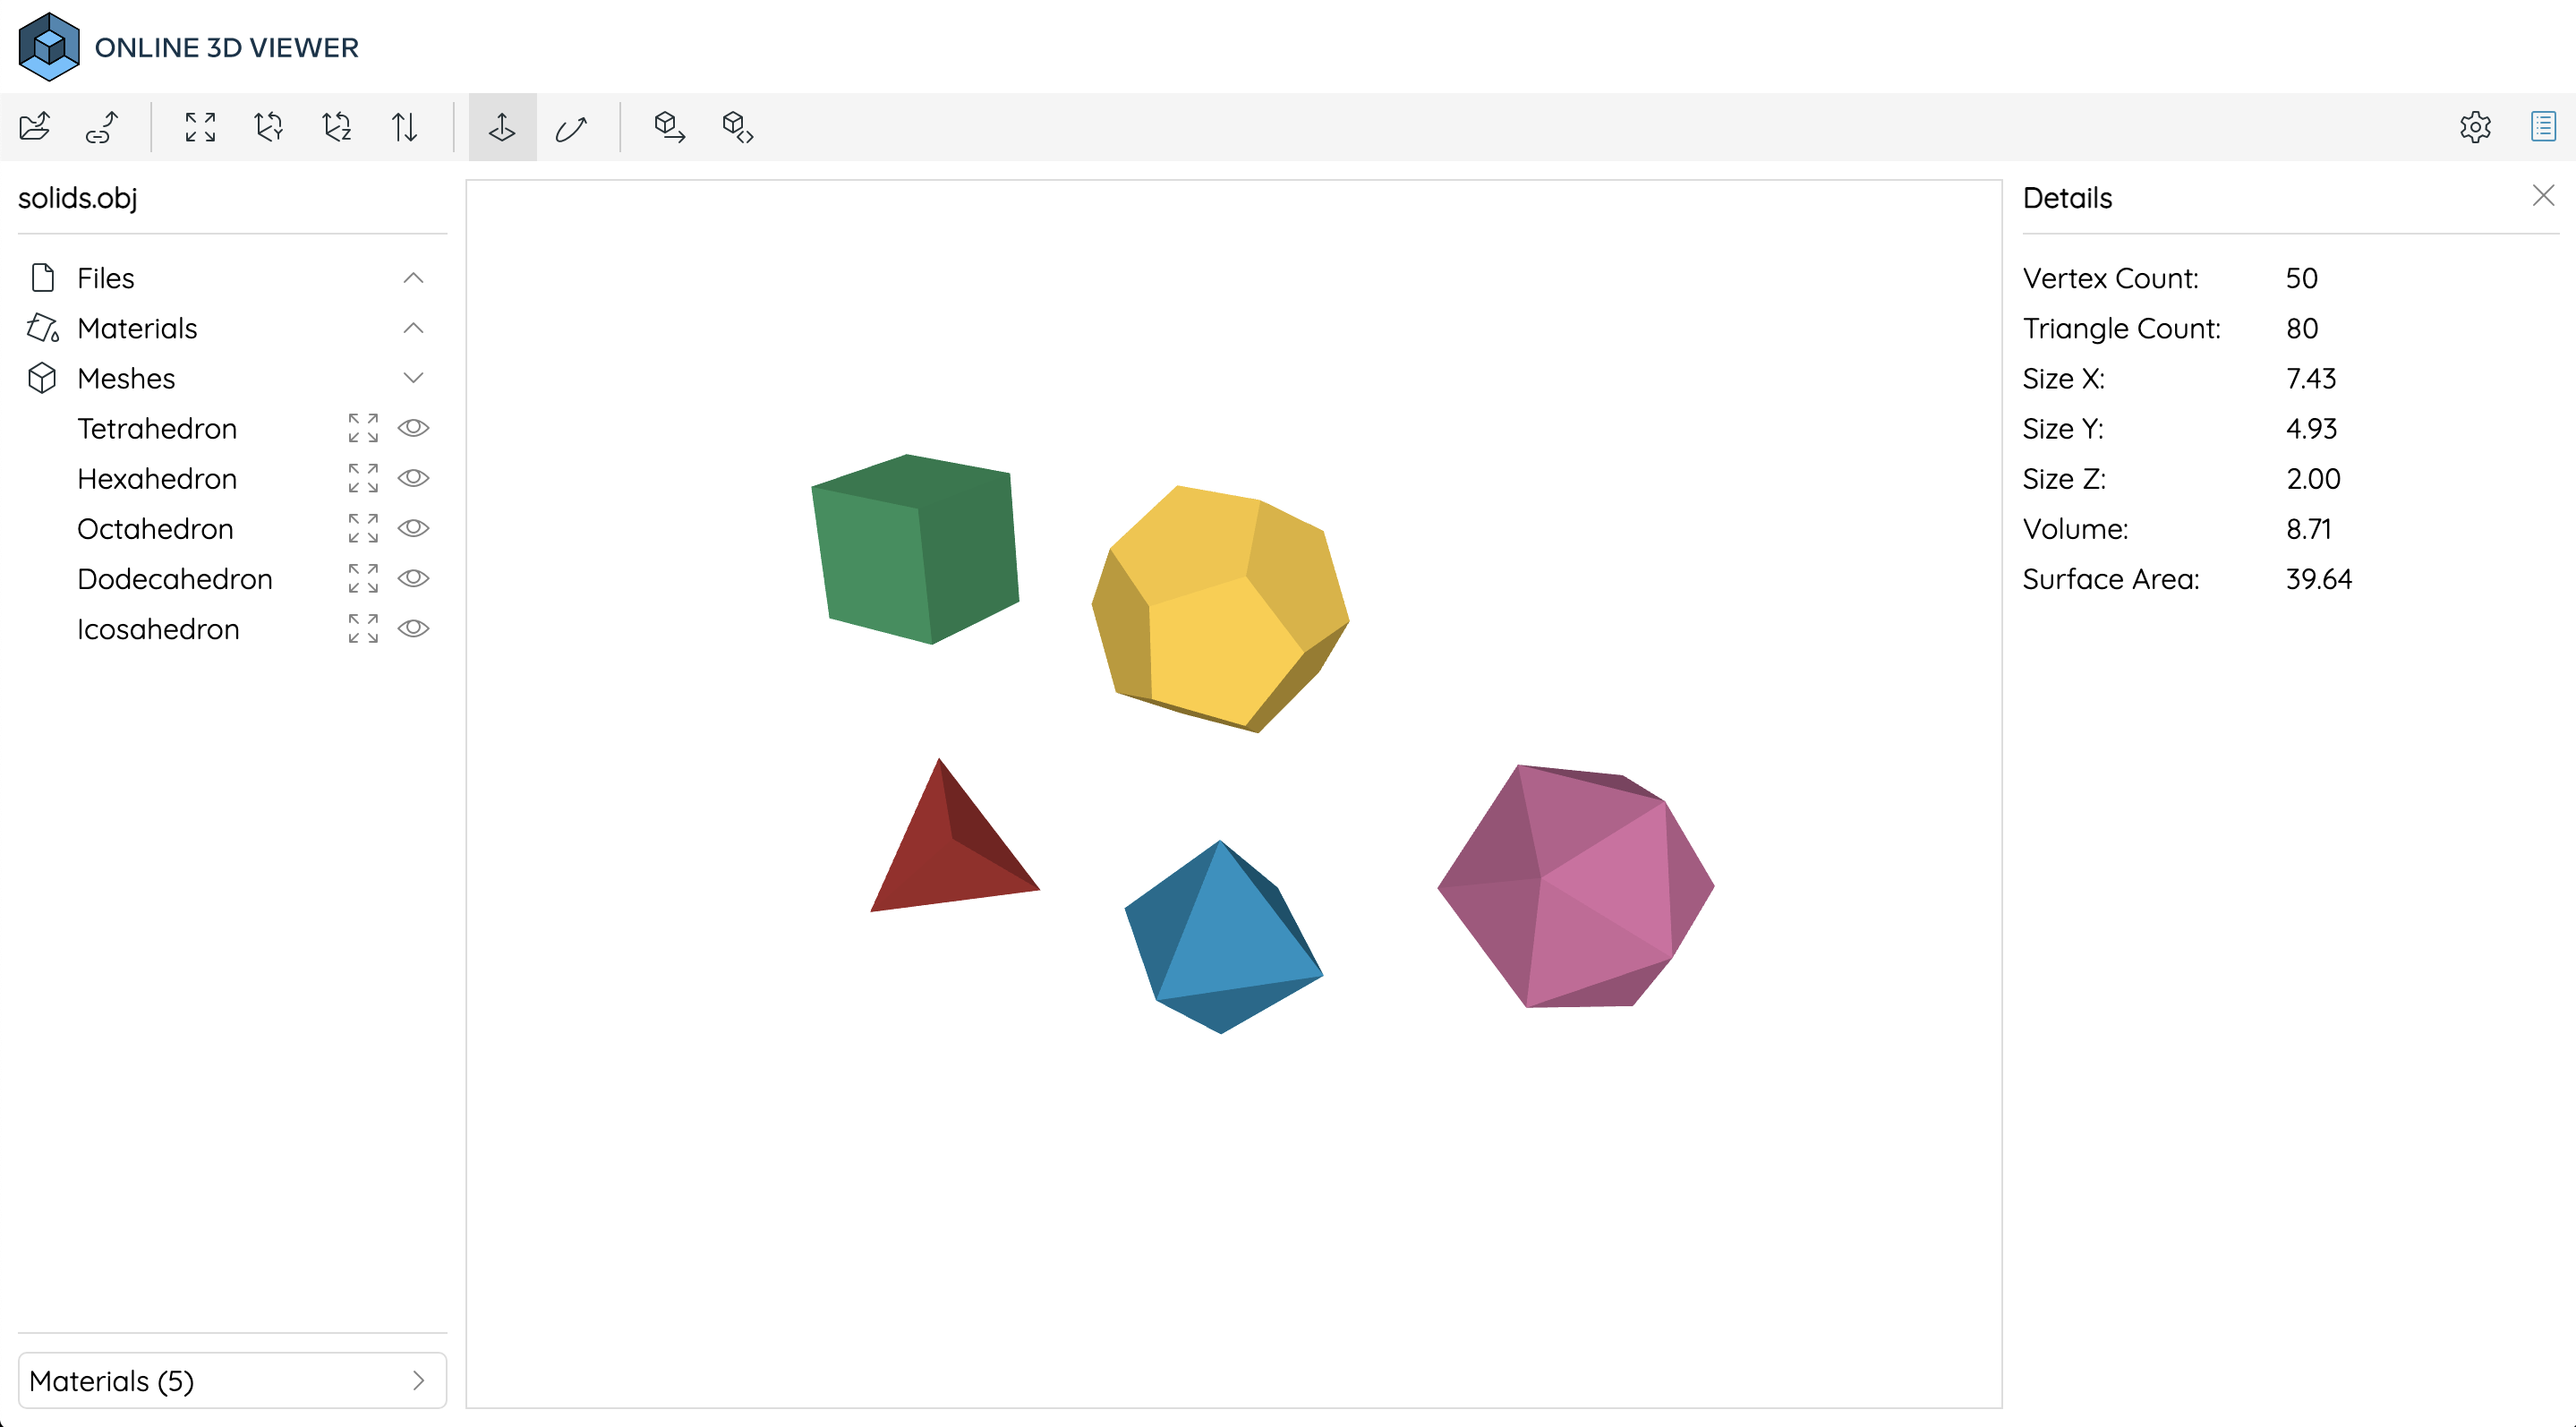 ONLINE 3D VIEWER
Y
Z
solids.obj
Files
Materials
Meshes
Tetrahedron
Hexahedron
Octahedron
Dodecahedron
Icosahedron
Materials (5)
Details
Vertex Count: 50
Triangle Count: 80
Size X: 7.43
Size Y: 4.93
Size Z: 2.00
Volume: 8.71
Surface Area: 39.64